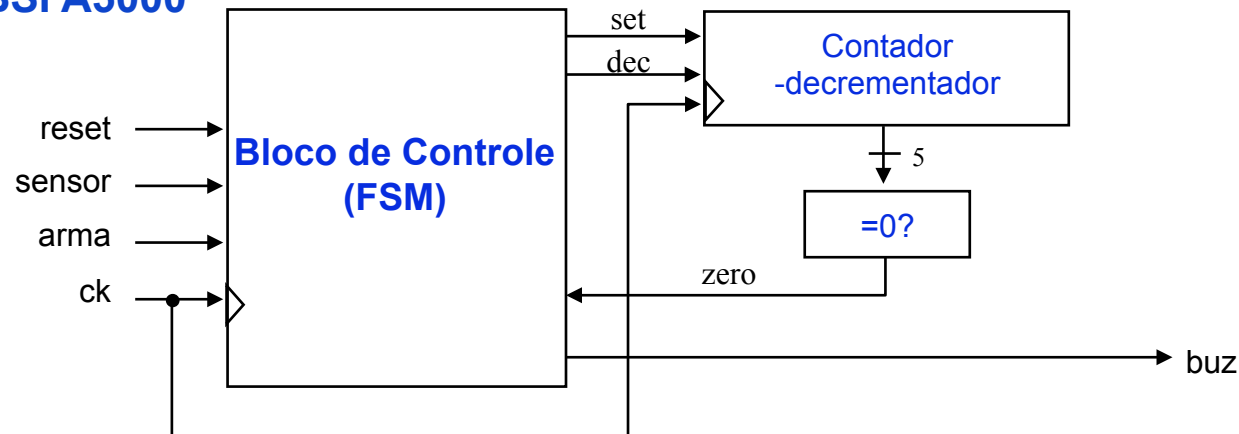 set
Contador
-decrementador
dec
reset
Bloco de Controle
(FSM)
5
sensor
=0?
arma
zero
ck
buz